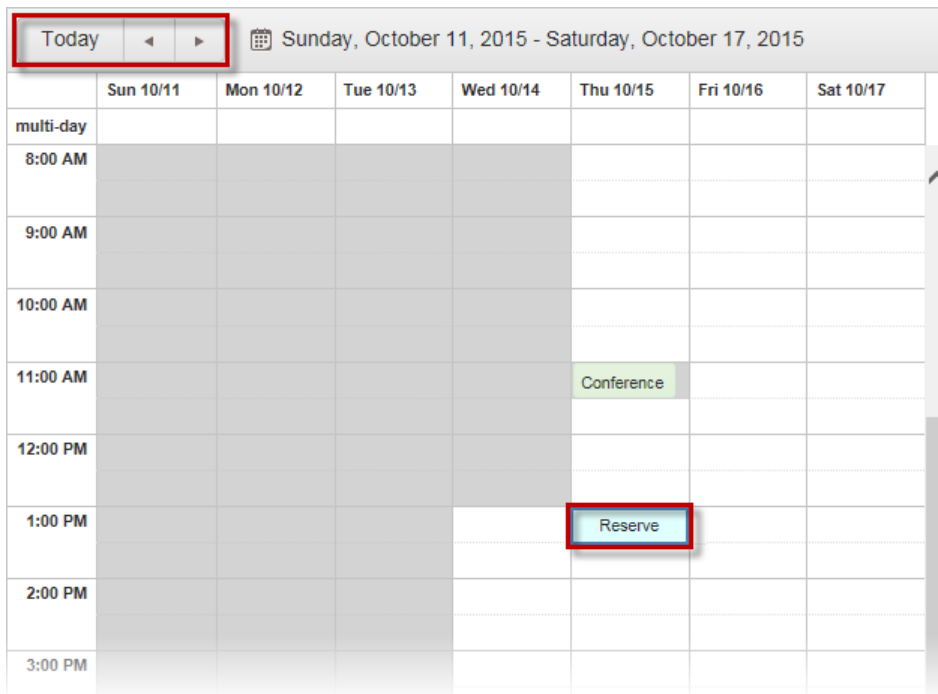 Today Sunday, October 11, 2015 - Saturday, October 17, 2015
Sun 10/11 Mon 10/12 Tue 10/13 Wed 10/14 Thu 10/15 Fri 10/16 Sat 10/17
multi-day
8:00 AM
9:00 AM
10:00 AM
11:00 AM Conference
12:00 PM
1:00 PM Reserve
2:00 PM
3:00 PM